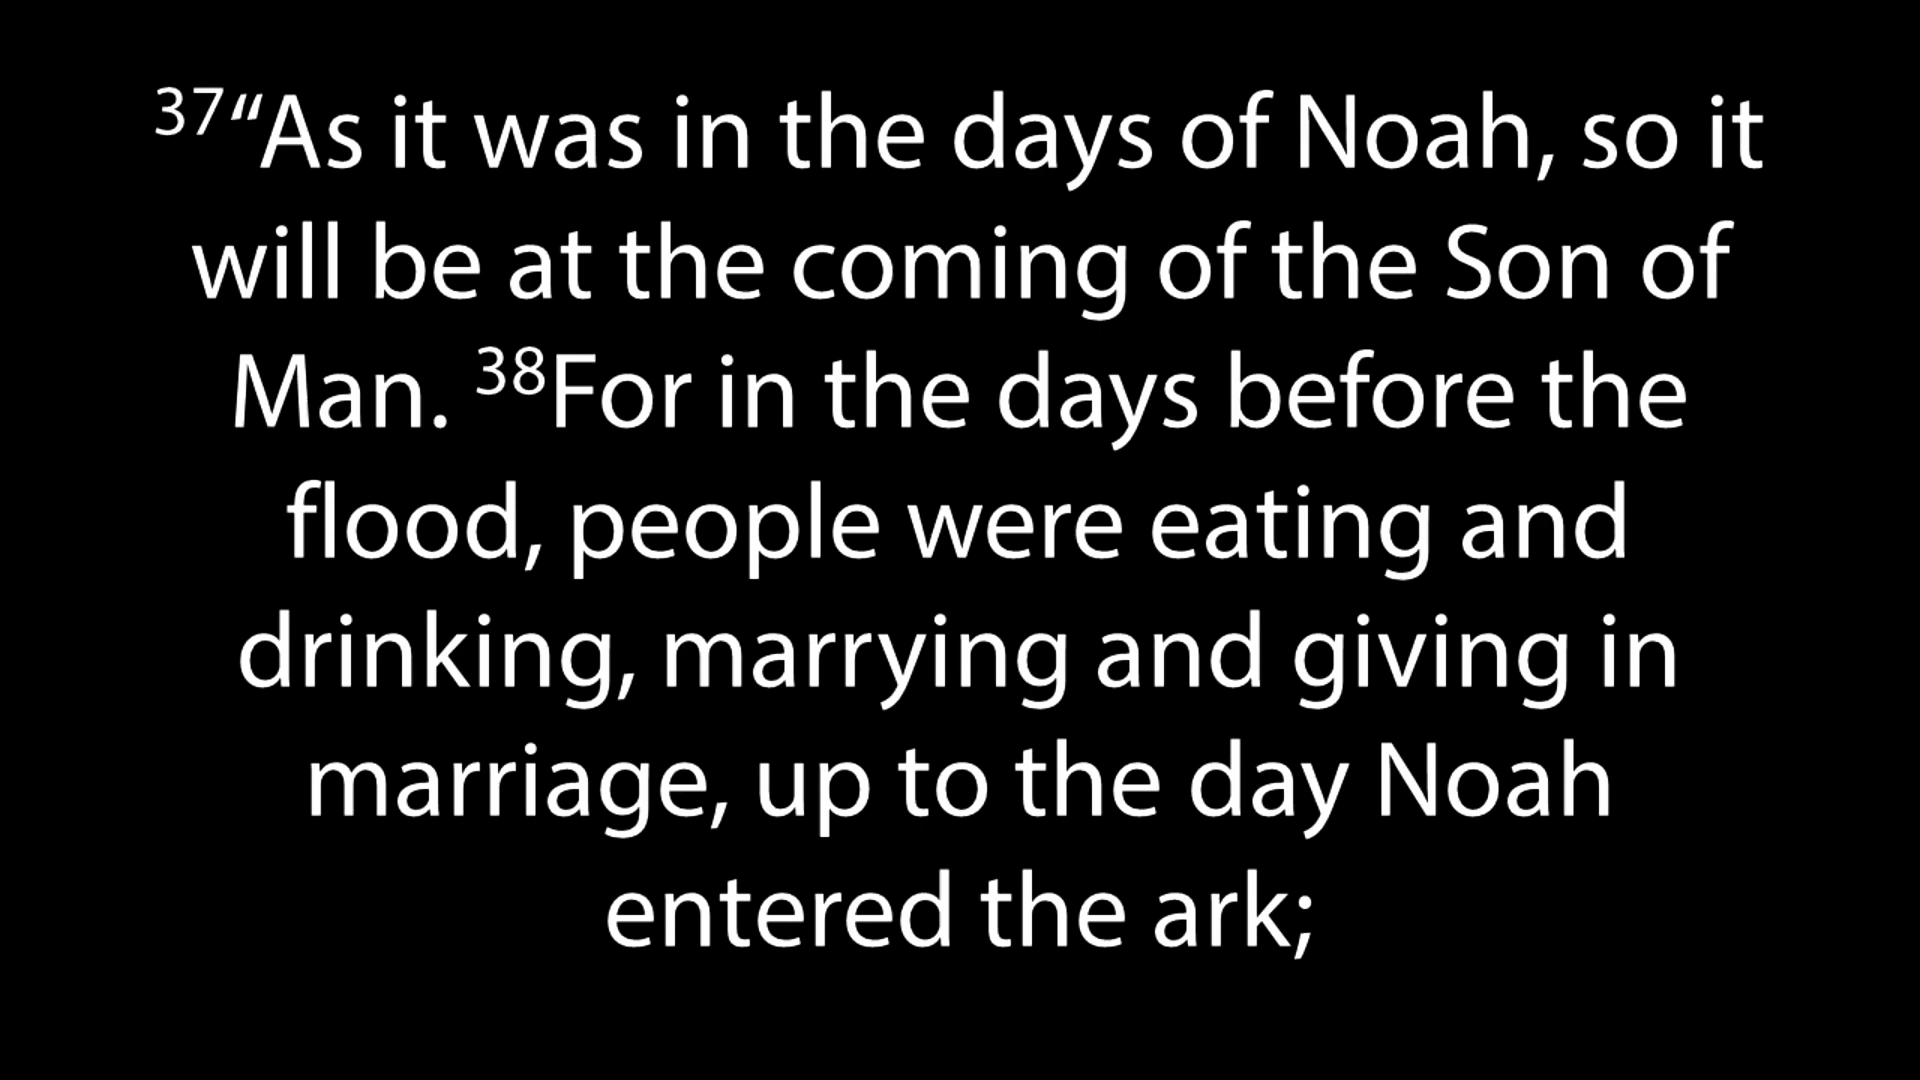 37“As it was in the days of Noah, so it
will be at the coming of the Son of
Man. 38For in the days before the
flood, people were eating and
drinking, marrying and giving in
marriage, up to the day Noah
entered the ark;